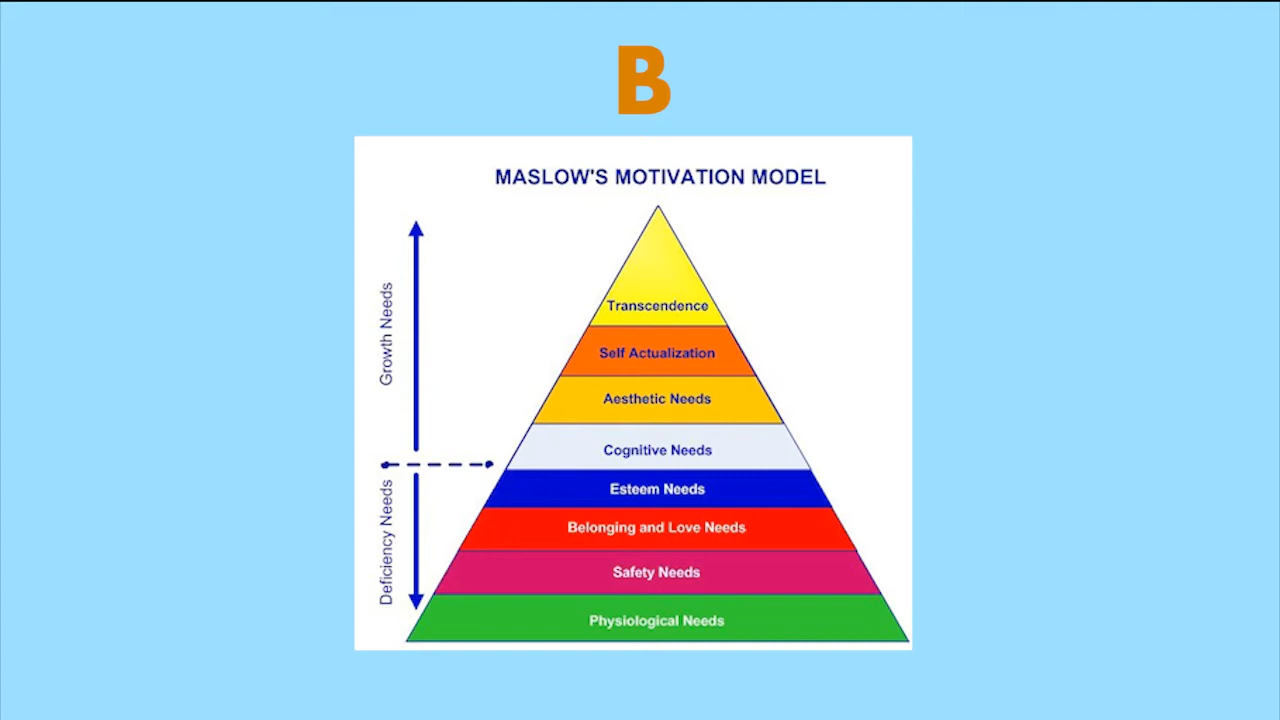 B
MASLOW'S MOTIVATION MODEL
Growth Needs
Deficiency Needs
Transcendence
Self Actualization
Aesthetic Needs
Cognitive Needs
Esteem Needs
Belonging and Love Needs
Safety Needs
Physiological Needs